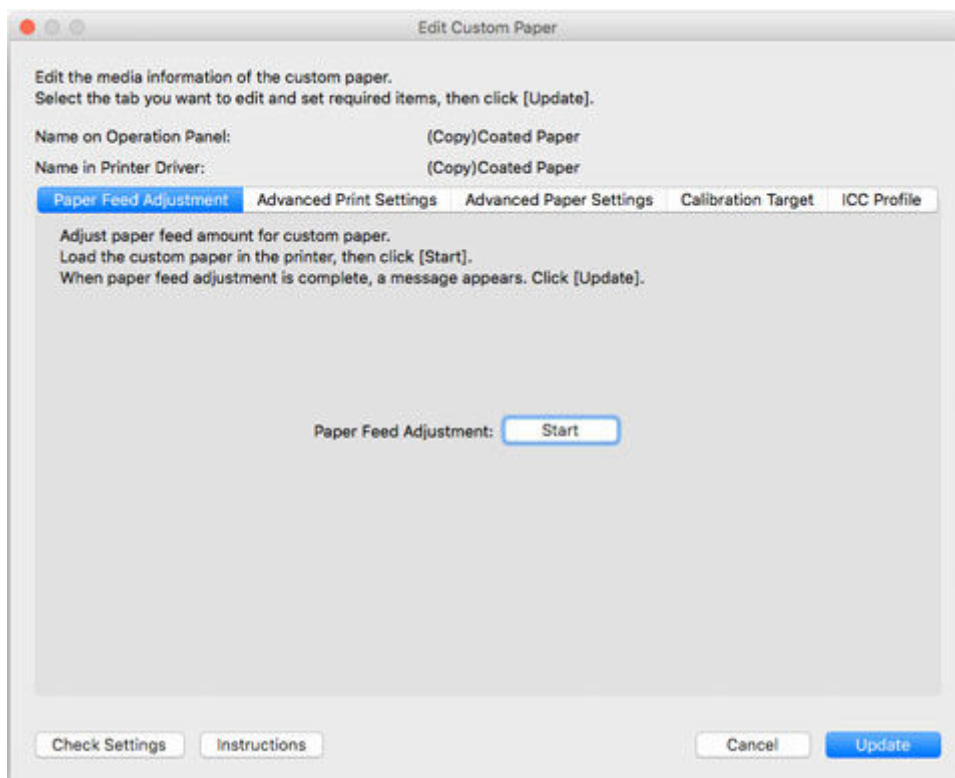 Edit Custom Paper
Edit the media information of the custom paper.
Select the tab you want to edit and set required items, then click [Update].
Name on Operation Panel: (Copy)Coated Paper
Name in Printer Driver: (Copy)Coated Paper
Paper Feed Adjustment Advanced Print Settings Advanced Paper Settings Calibration Target ICC Profile
Adjust paper feed amount for custom paper.
Load the custom paper in the printer, then click [Start].
When paper feed adjustment is complete, a message appears. Click [Update].
Paper Feed Adjustment: Start
Check Settings Instructions Cancel Update